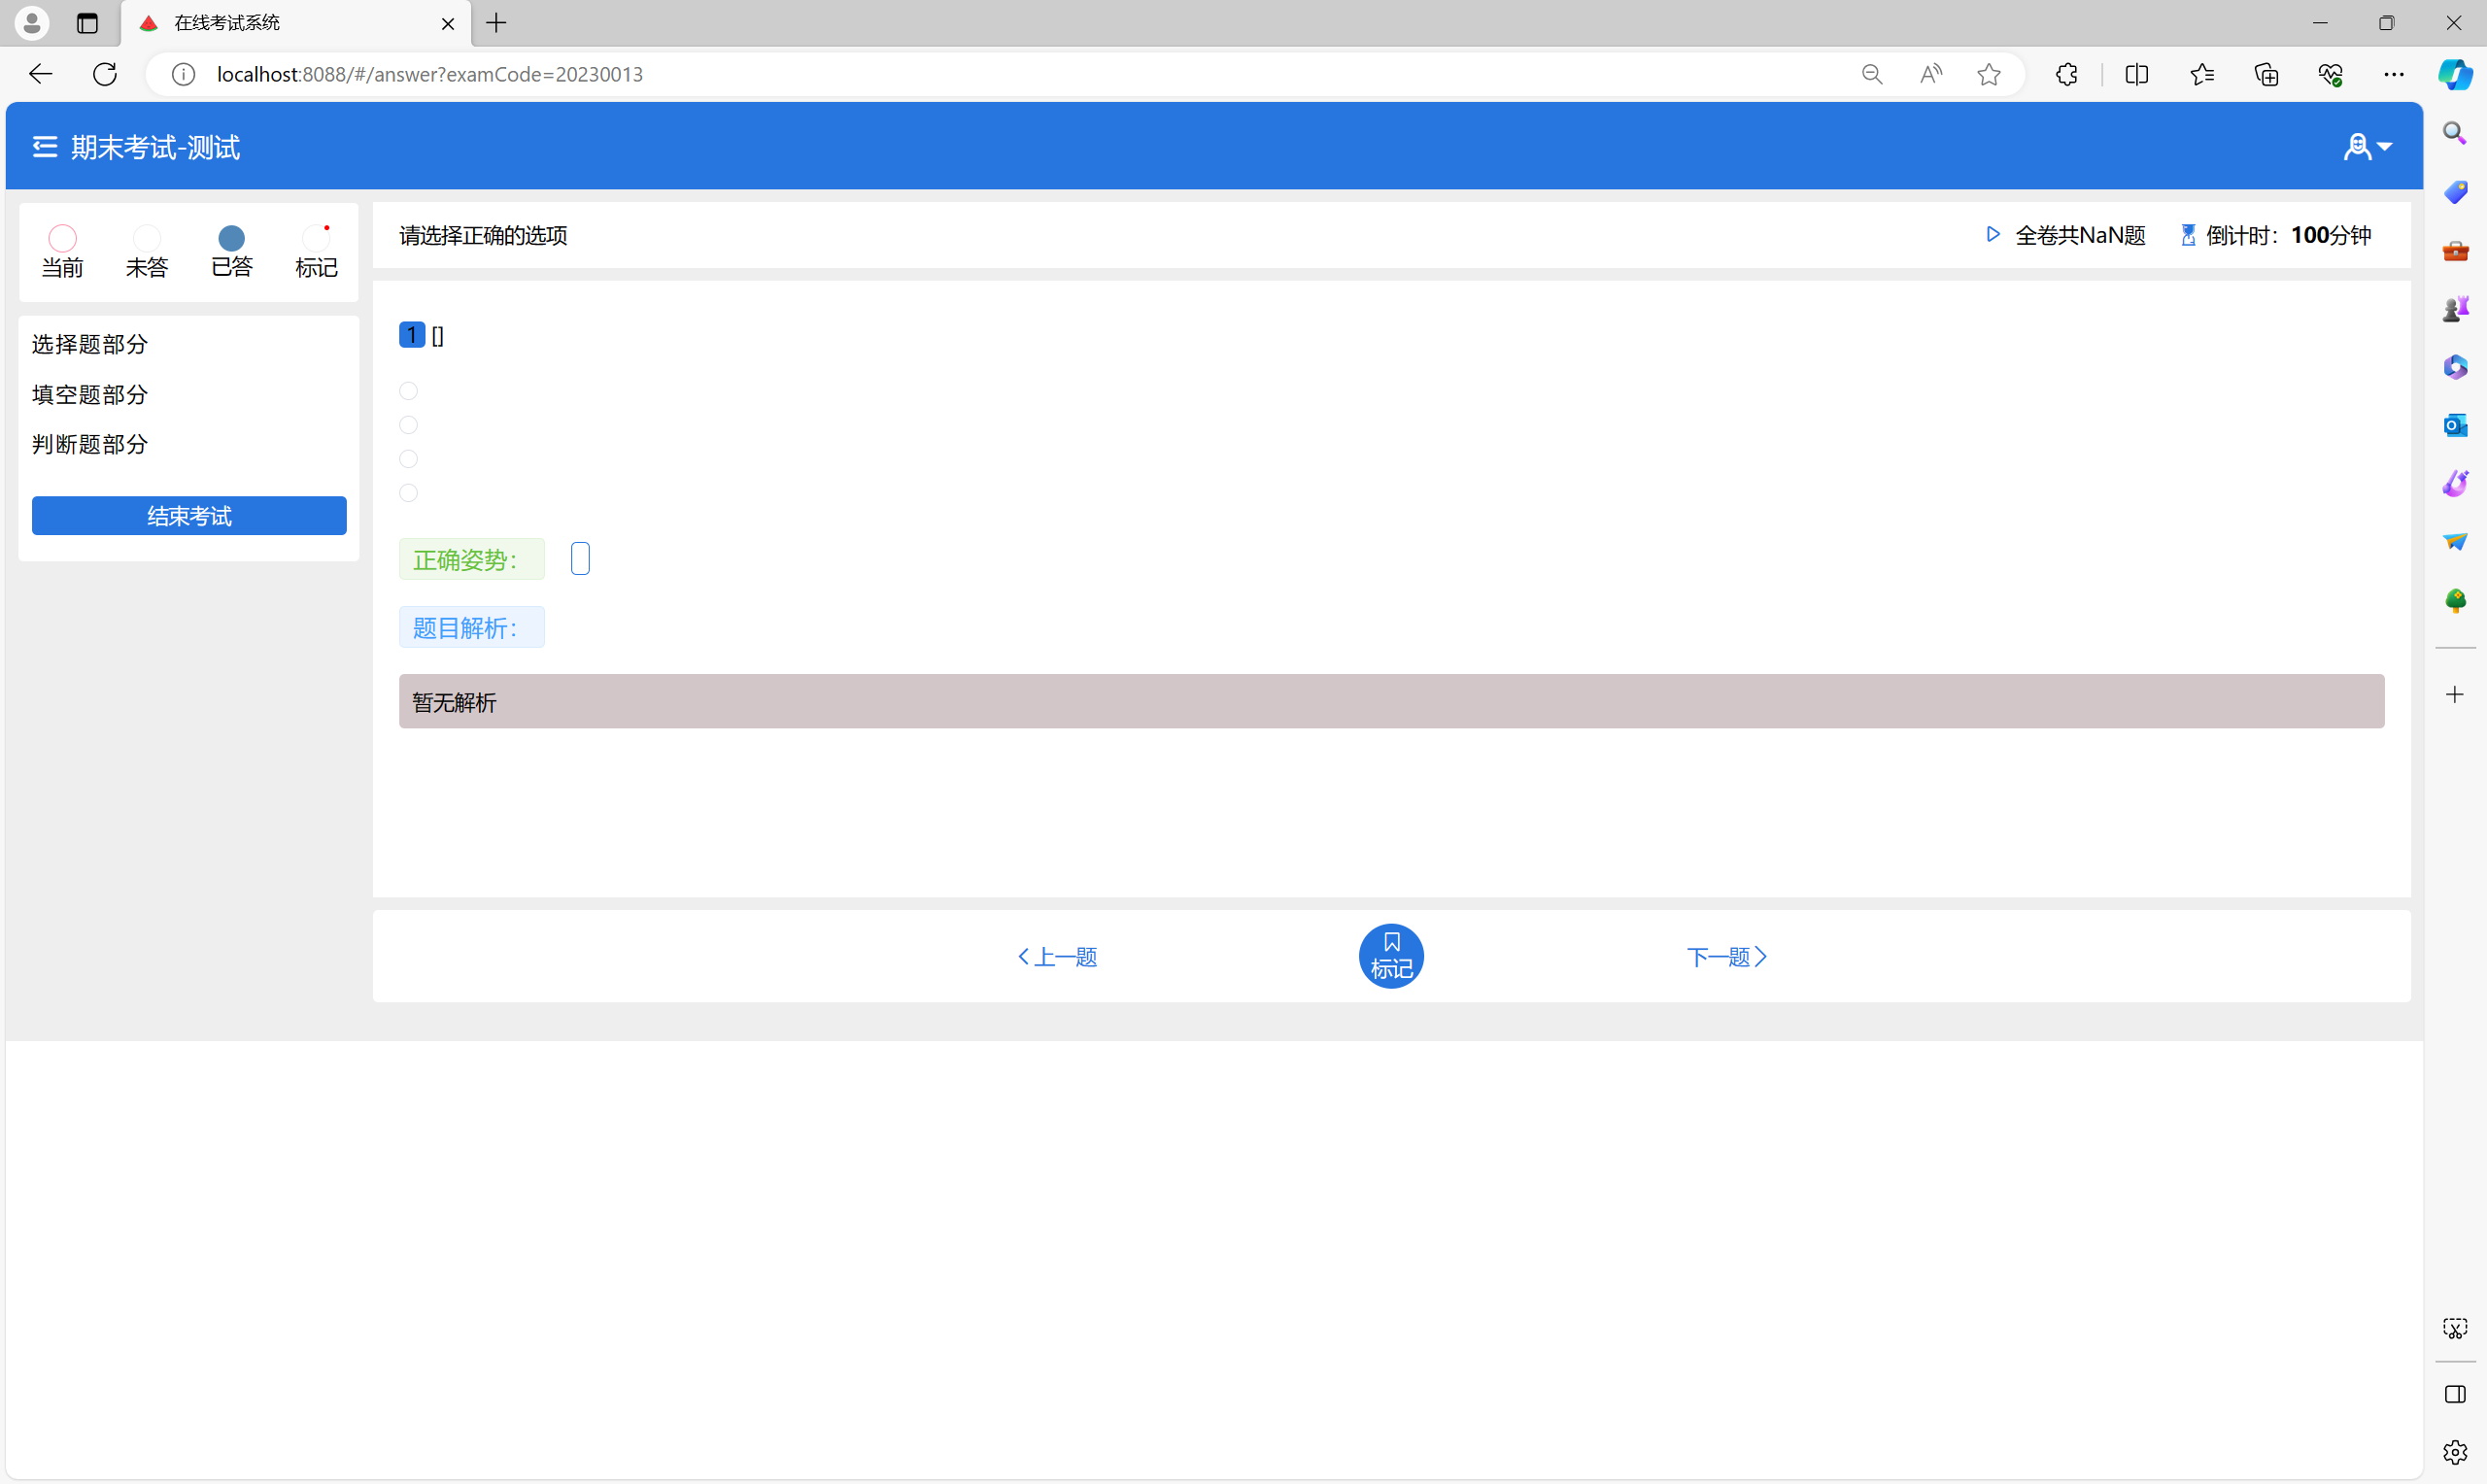 在线考试系统
localhost:8088/#/answer?examCode=20230013
期末考试-测试
当前 未答 已答 标记
请选择正确的选项
全卷共NaN题 倒计时：100分钟
选择题部分
填空题部分
判断题部分
结束考试
1 []
正确姿势：
题目解析：
暂无解析
上一题
标记
下一题